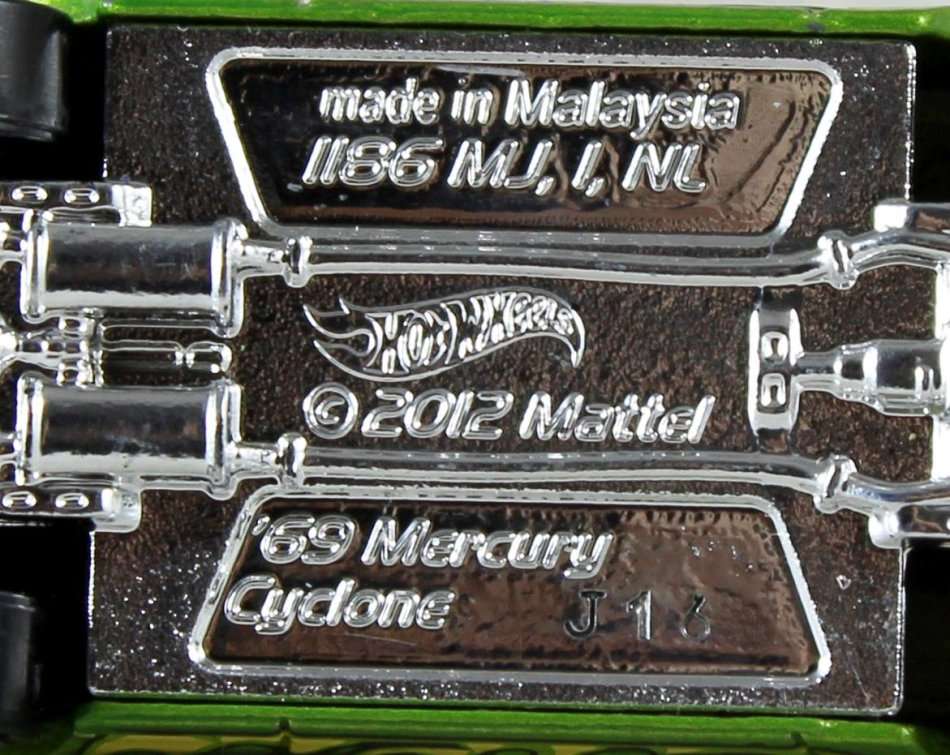 made in Malaysia
1186 MJ, 1, NL
HOT WHEELS
© 2012 Mattel
'69 Mercury
Cyclone J16